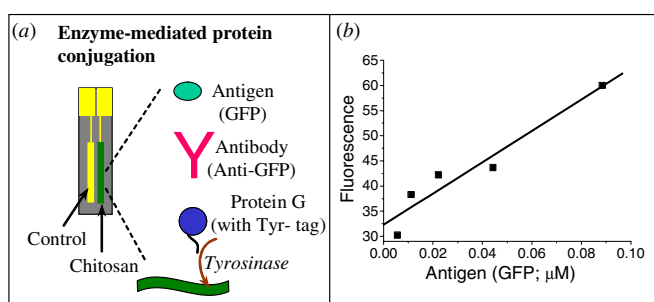 (a) Enzyme-mediated protein
conjugation
Antigen
(GFP)
Antibody
(Anti-GFP)
Protein G
(with Tyr- tag)
Tyrosinase
Control
Chitosan
(b)
65
60
55
50
45
40
35
30
0.00 0.02 0.04 0.06 0.08 0.10
Fluorescence
Antigen (GFP; μM)